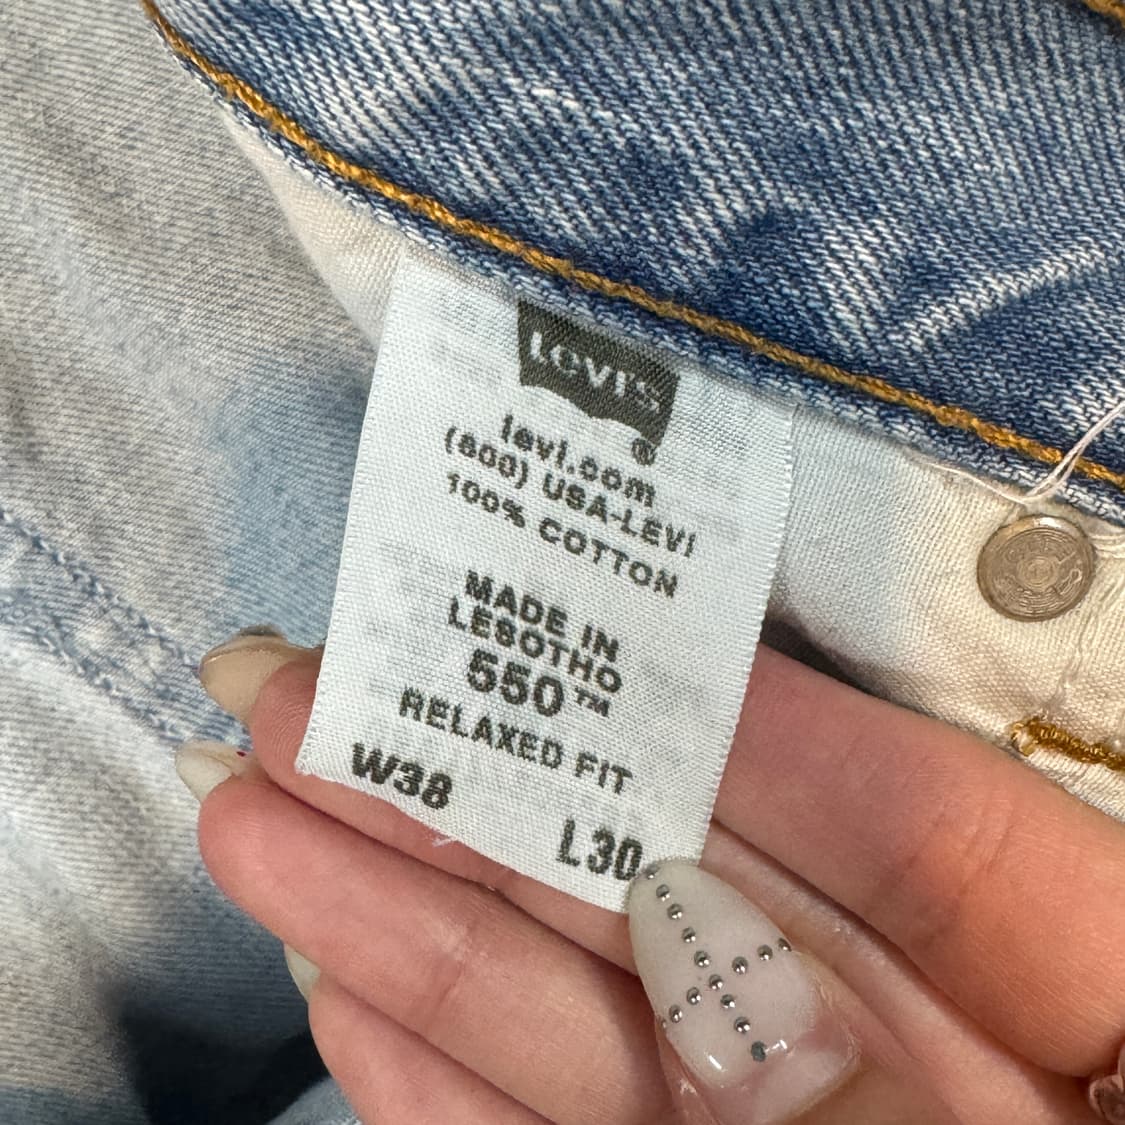 Levi's
®
levi.com
(800) USA-LEVI
100% COTTON
MADE IN
LESOTHO
550™
RELAXED FIT
W38
L30